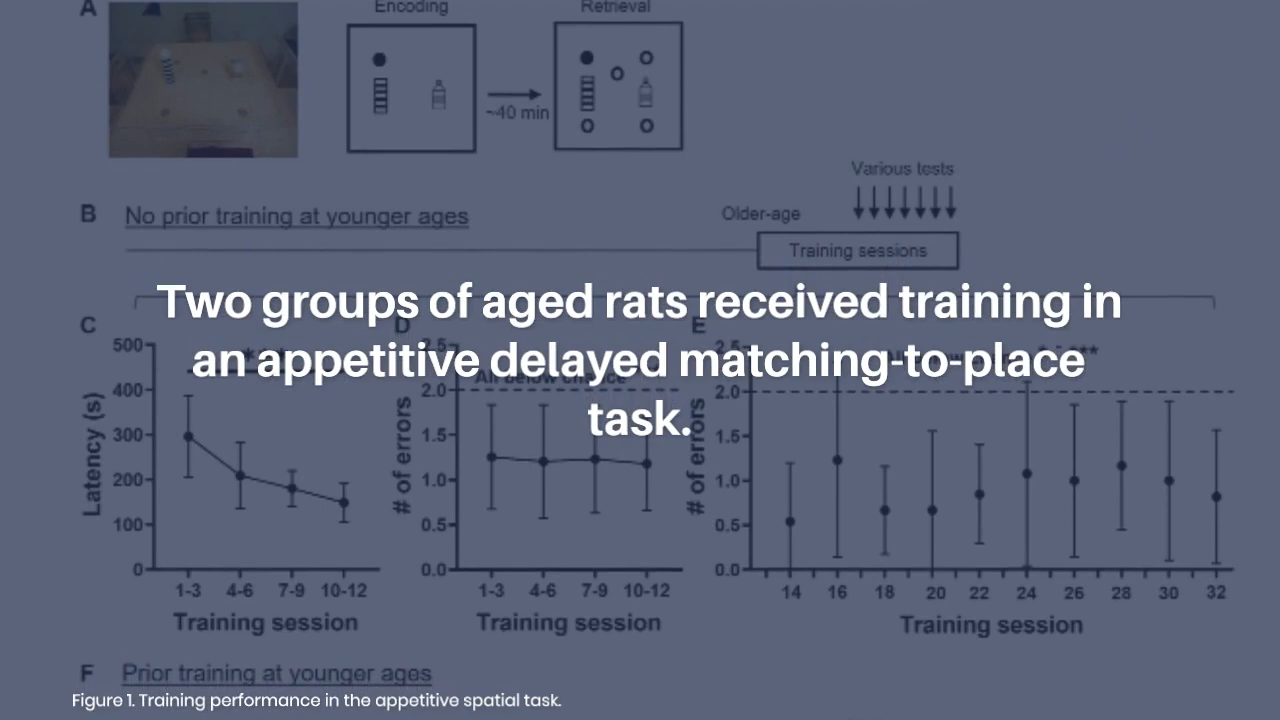 A
Encoding
Retrieval
~40 min
Various tests
B No prior training at younger ages
Older-age
Training sessions
Two groups of aged rats received training in
an appetitive delayed matching-to-place
task.
C
Latency (s)
500
400
300
200
100
0
1-3 4-6 7-9 10-12
Training session
D
# of errors
2.5
2.0
1.5
1.0
0.5
0.0
All below chance
1-3 4-6 7-9 10-12
Training session
E
# of errors
2.5
2.0
1.5
1.0
0.5
0.0
14 16 18 20 22 24 26 28 30 32
Training session
F Prior training at younger ages
Figure 1. Training performance in the appetitive spatial task.